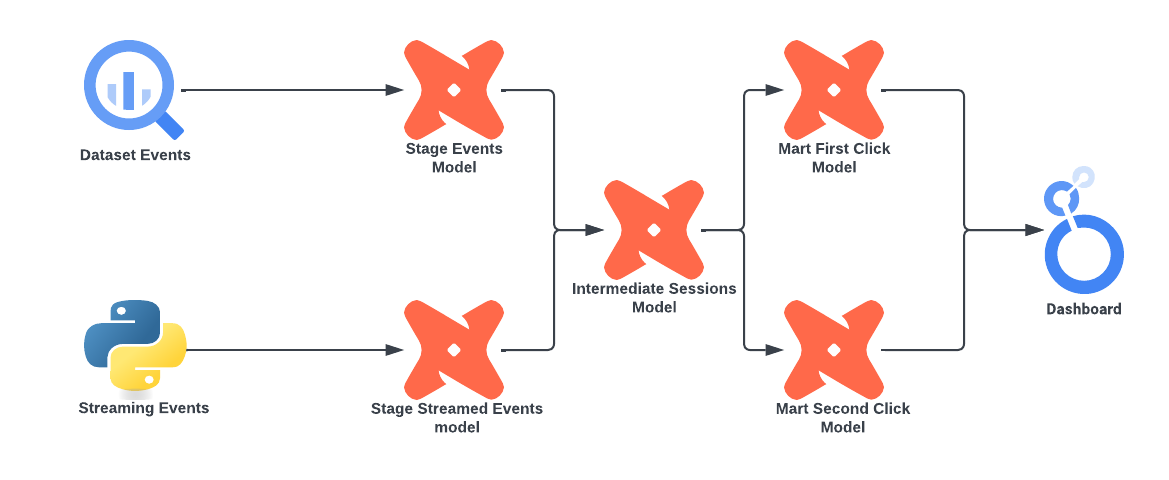 Dataset Events
Stage Events
Model
Mart First Click
Model
Intermediate Sessions
Model
Dashboard
Streaming Events
Stage Streamed Events
model
Mart Second Click
Model